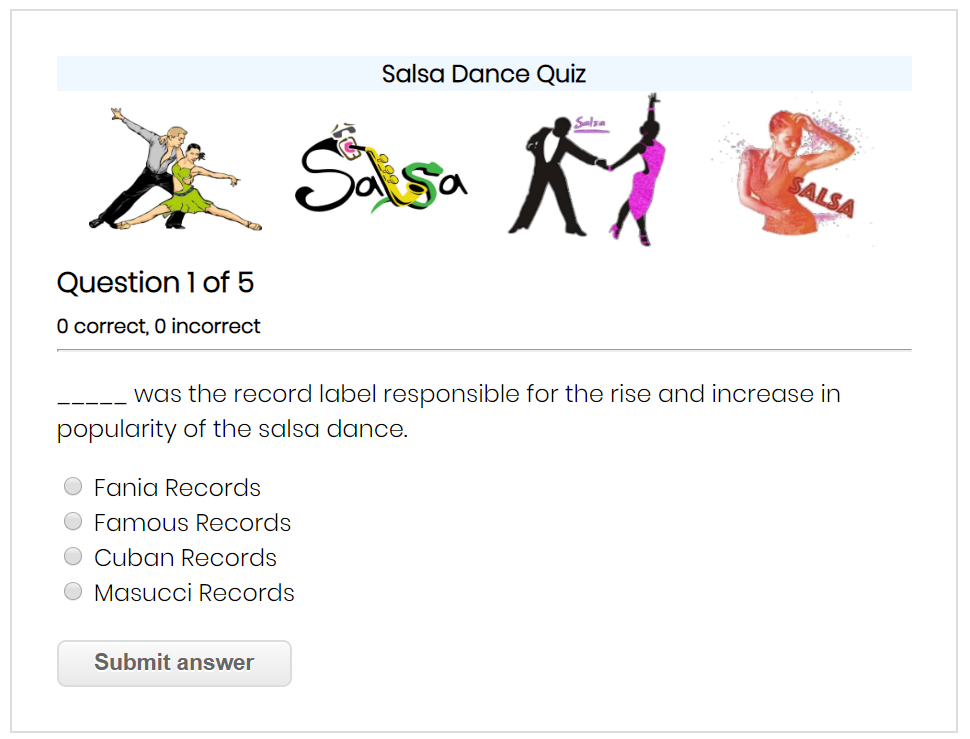 Salsa Dance Quiz
Salsa
Salsa
SALSA
Question 1 of 5
0 correct, 0 incorrect
_____ was the record label responsible for the rise and increase in
popularity of the salsa dance.
Fania Records
Famous Records
Cuban Records
Masucci Records
Submit answer